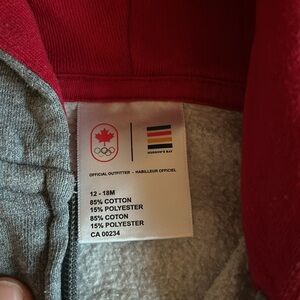 HUDSON'S BAY
OFFICIAL OUTFITTER - HABILLEUR OFFICIEL
12 - 18M
85% COTTON
15% POLYESTER
85% COTON
15% POLYESTER
CA 00234